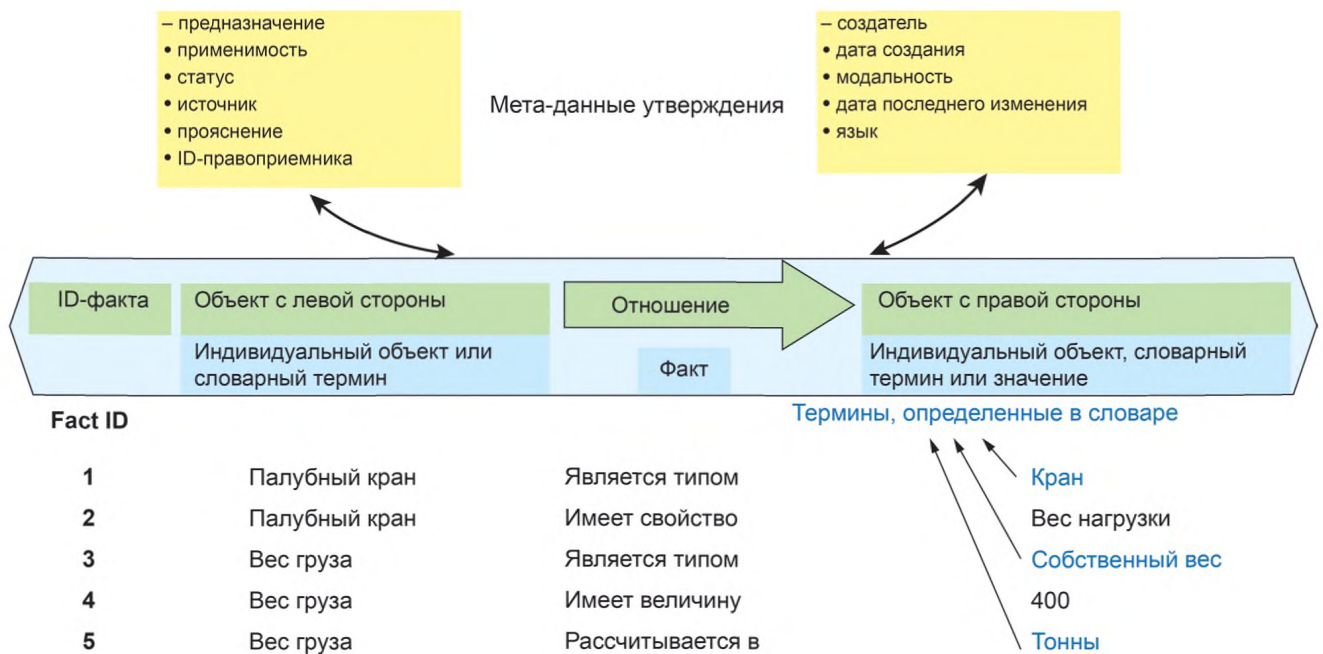 – предназначение
• применимость
• статус
• источник
• прояснение
• ID-правоприемника
Мета-данные утверждения
– создатель
• дата создания
• модальность
• дата последнего изменения
• язык
ID-факта
Объект с левой стороны
Отношение
Объект с правой стороны
Индивидуальный объект или
словарный термин
Факт
Индивидуальный объект, словарный
термин или значение
Fact ID
Термины, определенные в словаре
1 Палубный кран Является типом Кран
2 Палубный кран Имеет свойство Вес нагрузки
3 Вес груза Является типом Собственный вес
4 Вес груза Имеет величину 400
5 Вес груза Рассчитывается в Тонны